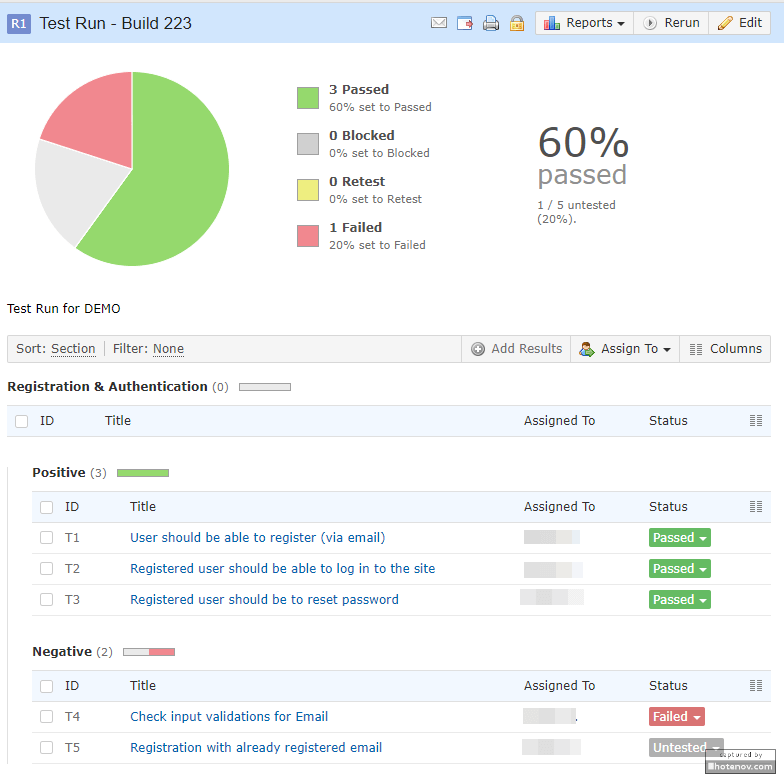 R1 Test Run - Build 223
Reports Rerun Edit
3 Passed
60% set to Passed
0 Blocked
0% set to Blocked
0 Retest
0% set to Retest
1 Failed
20% set to Failed
60%
passed
1 / 5 untested
(20%).
Test Run for DEMO
Sort: Section Filter: None Add Results Assign To Columns
Registration & Authentication (0)
ID Title Assigned To Status
Positive (3)
ID Title Assigned To Status
T1 User should be able to register (via email) Passed
T2 Registered user should be able to log in to the site Passed
T3 Registered user should be to reset password Passed
Negative (2)
ID Title Assigned To Status
T4 Check input validations for Email Failed
T5 Registration with already registered email Untested
captured by
hotenov.com